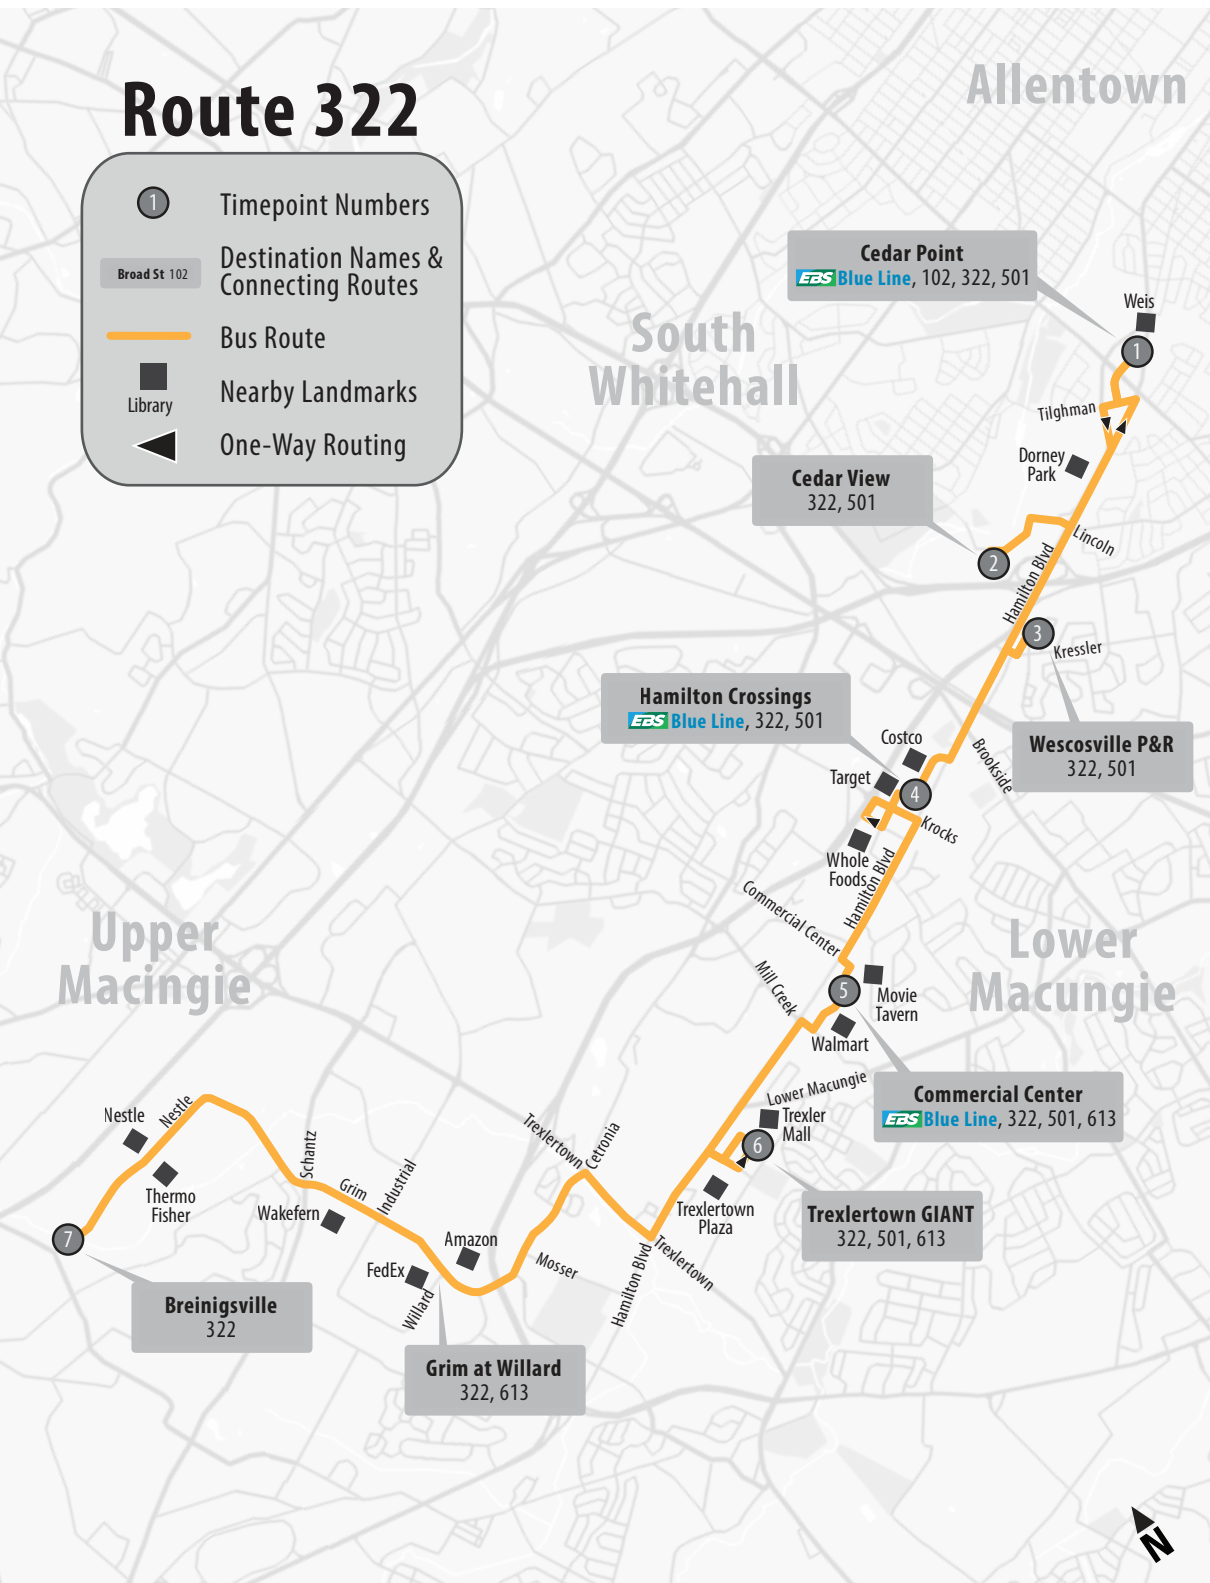 Allentown
Route 322
1
Timepoint Numbers
Broad St 102
Destination Names &
Connecting Routes
Bus Route
Library
Nearby Landmarks
One-Way Routing
Cedar Point
EBS Blue Line, 102, 322, 501
Weis
1
South
Whitehall
Tilghman
Dorney
Park
Cedar View
322, 501
Lincoln
2
Hamilton Blvd
3
Kressler
Hamilton Crossings
EBS Blue Line, 322, 501
Wescosville P&R
322, 501
Costco
Brookside
Target
4
Krocks
Whole
Foods
Hamilton Blvd
Commercial Center
Upper
Macingie
Lower
Macungie
Mill Creek
5
Movie
Tavern
Walmart
Lower Macungie
Commercial Center
EBS Blue Line, 322, 501, 613
Trexler
Mall
6
Nestle
Nestle
Trexlertown
Cetronia
Schantz
Grim
Industrial
Thermo
Fisher
Wakefern
Trexlertown
Plaza
Trexlertown GIANT
322, 501, 613
7
Amazon
FedEx
Mosser
Willard
Hamilton Blvd
Trexlertown
Breinigsville
322
Grim at Willard
322, 613
N